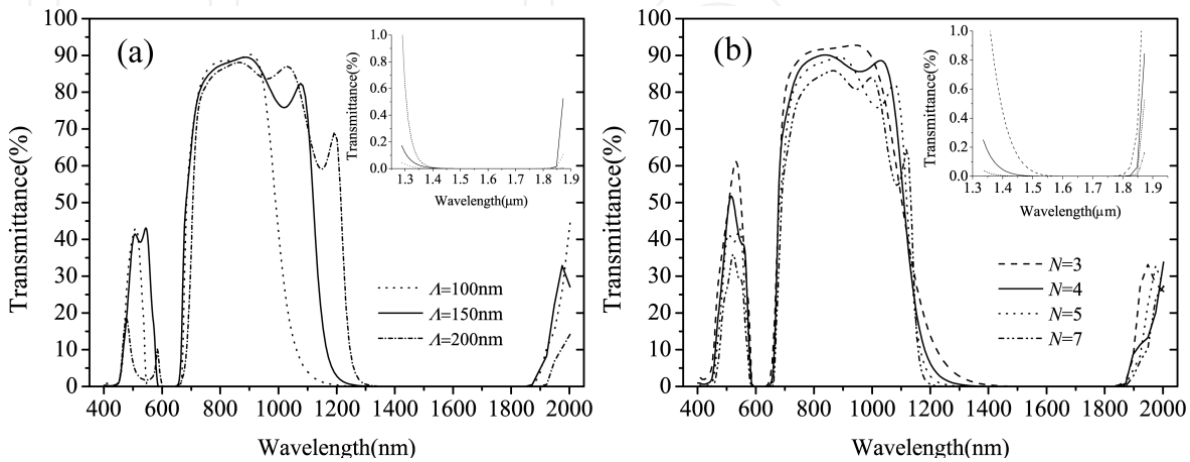 (a)
Transmittance(%)
100
90
80
70
60
50
40
30
20
10
0
400 600 800 1000 1200 1400 1600 1800 2000
Wavelength(nm)
Transmittance(%)
1.0
0.8
0.6
0.4
0.2
0.0
1.3 1.4 1.5 1.6 1.7 1.8 1.9
Wavelength(μm)
Λ=100nm
Λ=150nm
Λ=200nm
(b)
Transmittance(%)
100
90
80
70
60
50
40
30
20
10
0
400 600 800 1000 1200 1400 1600 1800 2000
Wavelength(nm)
Transmittance(%)
1.0
0.8
0.6
0.4
0.2
0.0
1.3 1.4 1.5 1.6 1.7 1.8 1.9
Wavelength(μm)
N=3
N=4
N=5
N=7